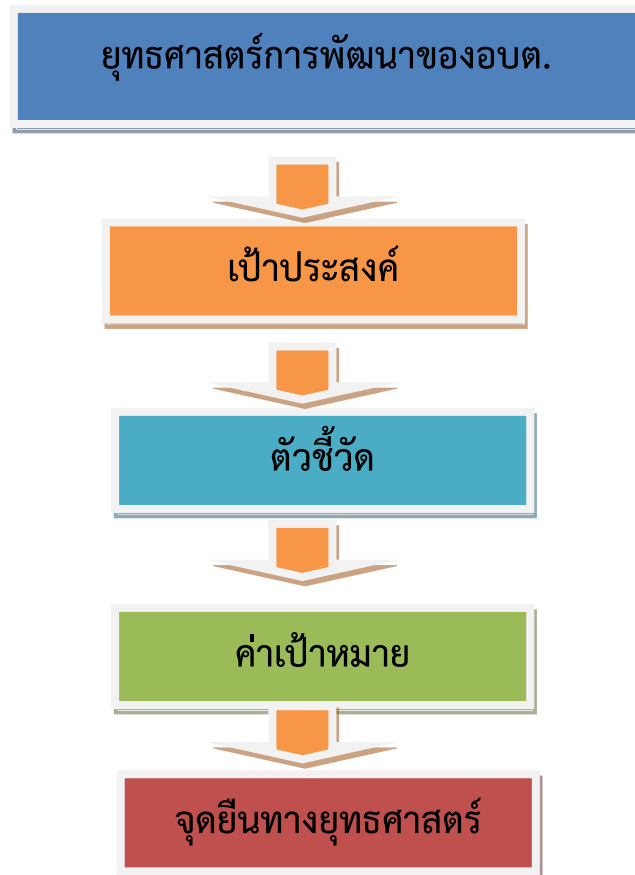 ยุทธศาสตร์การพัฒนาของอบต.
เป้าประสงค์
ตัวชี้วัด
ค่าเป้าหมาย
จุดยืนทางยุทธศาสตร์